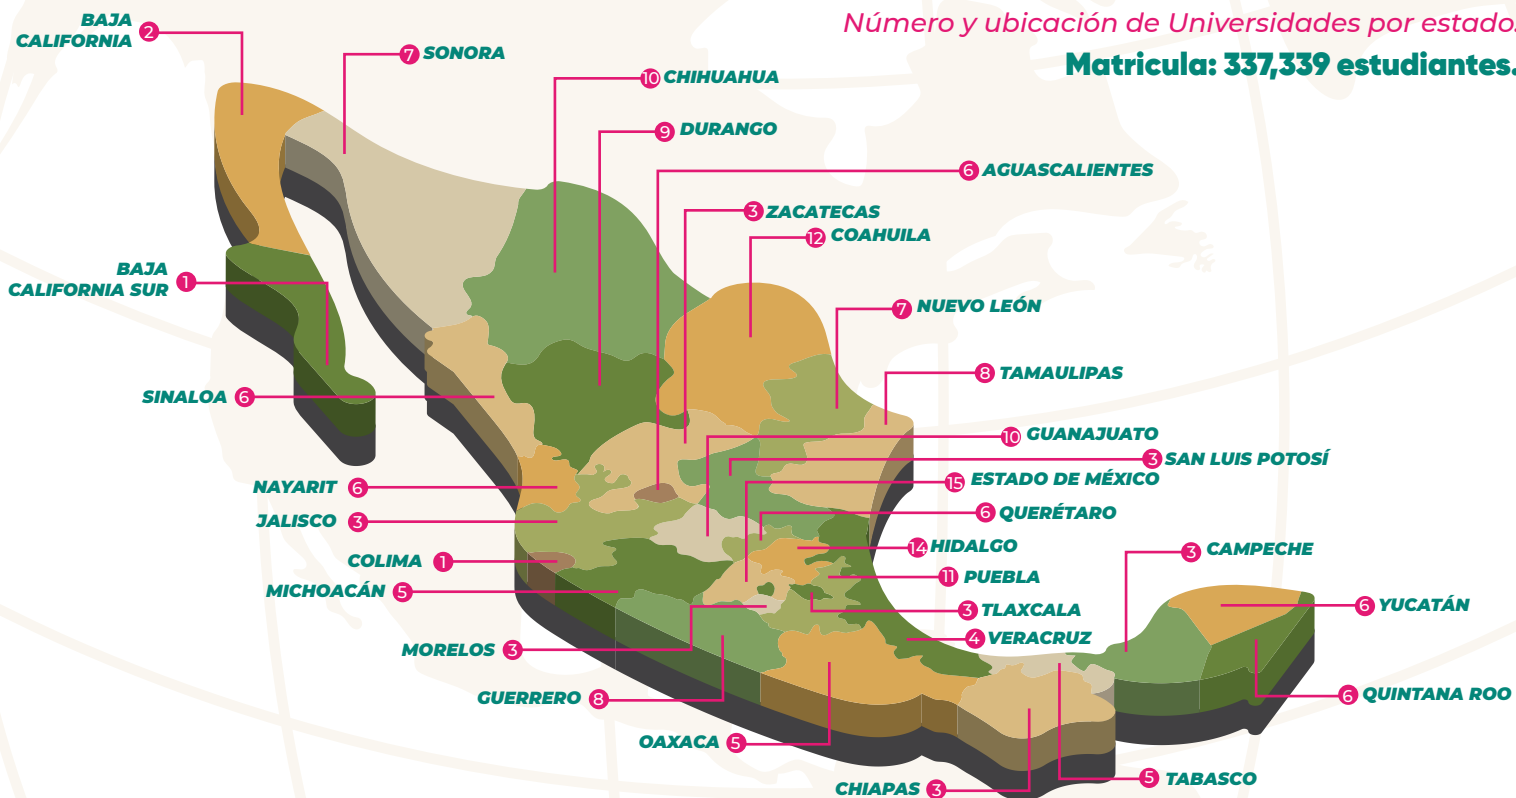 Número y ubicación de Universidades por estado.
Matricula: 337,339 estudiantes.
BAJA
CALIFORNIA 2
7 SONORA
10 CHIHUAHUA
9 DURANGO
6 AGUASCALIENTES
3 ZACATECAS
12 COAHUILA
BAJA
CALIFORNIA SUR 1
7 NUEVO LEÓN
8 TAMAULIPAS
SINALOA 6
10 GUANAJUATO
3 SAN LUIS POTOSÍ
15 ESTADO DE MÉXICO
NAYARIT 6
6 QUERÉTARO
JALISCO 3
14 HIDALGO
3 CAMPECHE
COLIMA 1
11 PUEBLA
MICHOACÁN 5
6 YUCATÁN
3 TLAXCALA
4 VERACRUZ
MORELOS 3
6 QUINTANA ROO
GUERRERO 8
OAXACA 5
5 TABASCO
CHIAPAS 3